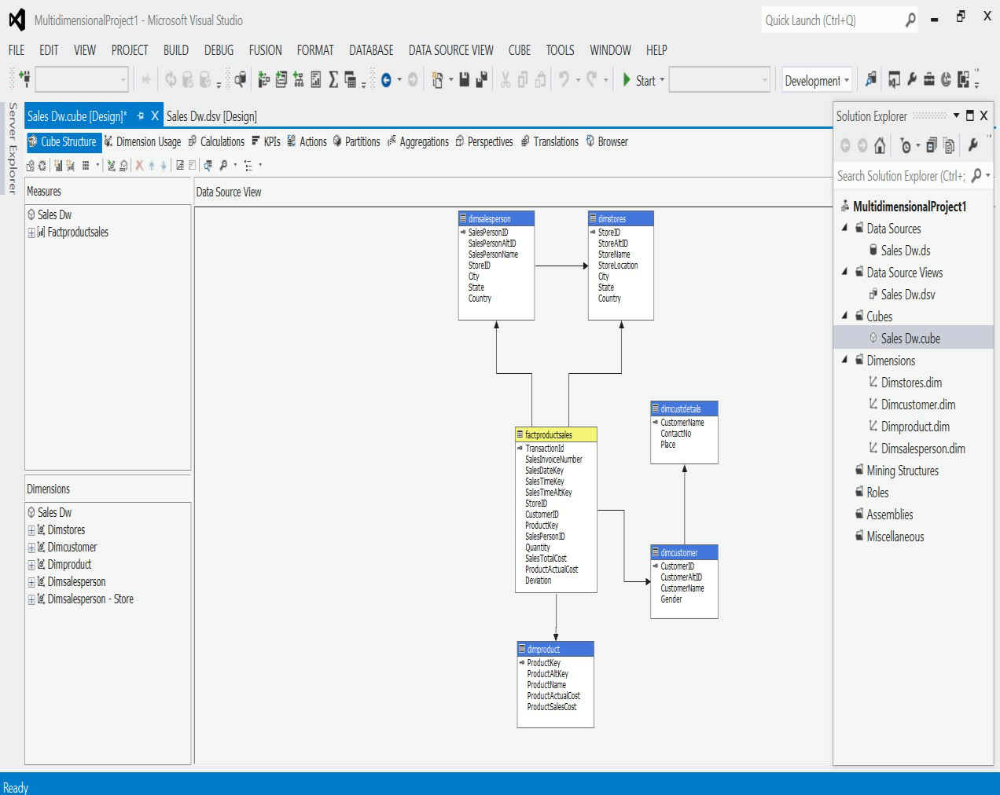 MultidimensionalProject1 - Microsoft Visual Studio
Quick Launch (Ctrl+Q)
X
FILE EDIT VIEW PROJECT BUILD DEBUG FUSION FORMAT DATABASE DATA SOURCE VIEW CUBE TOOLS WINDOW HELP
Start
Development
Server Explorer
Sales Dw.cube [Design]* X
Sales Dw.dsv [Design]
Cube Structure Dimension Usage Calculations KPIs Actions Partitions Aggregations Perspectives Translations Browser
Measures
Sales Dw
Factproductsales
Dimensions
Sales Dw
Dimstores
Dimcustomer
Dimproduct
Dimsalesperson
Dimsalesperson - Store
Data Source View
dimsalesperson
SalesPersonID
SalesPersonAltID
SalesPersonName
StoreID
City
State
Country
dimstores
StoreID
StoreAltID
StoreName
StoreLocation
City
State
Country
factproductsales
TransactionId
SalesInvoiceNumber
SalesDateKey
SalesTimeKey
SalesTimeAltKey
StoreID
CustomerID
ProductKey
SalesPersonID
Quantity
SalesTotalCost
ProductActualCost
Deviation
dimcustdetails
CustomerName
ContactNo
Place
dimcustomer
CustomerID
CustomerAltID
CustomerName
Gender
dimproduct
ProductKey
ProductAltKey
ProductName
ProductActualCost
ProductSalesCost
Solution Explorer X
Search Solution Explorer (Ctrl+;
MultidimensionalProject1
Data Sources
Sales Dw.ds
Data Source Views
Sales Dw.dsv
Cubes
Sales Dw.cube
Dimensions
Dimstores.dim
Dimcustomer.dim
Dimproduct.dim
Dimsalesperson.dim
Mining Structures
Roles
Assemblies
Miscellaneous
Ready